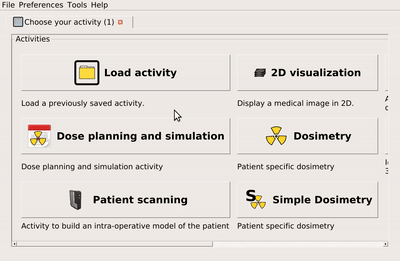 File Preferences Tools Help
Choose your activity (1)
Activities
Load activity
2D visualization
Load a previously saved activity.
Display a medical image in 2D.
Dose planning and simulation
Dosimetry
Dose planning and simulation activity
Patient specific dosimetry
Patient scanning
S Simple Dosimetry
Activity to build an intra-operative model of the patient
Patient specific dosimetry